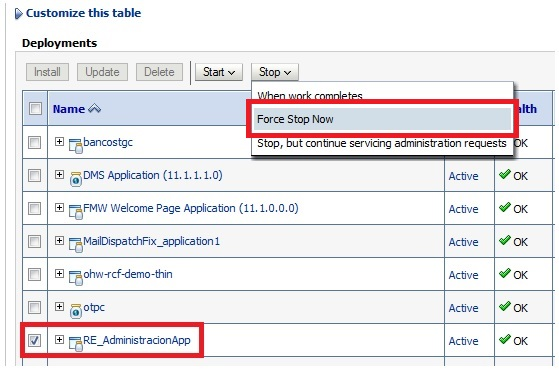 Customize this table
Deployments
Install Update Delete Start Stop
When work completes
Force Stop Now
Stop, but continue servicing administration requests
Name alth
bancostgc OK
DMS Application (11.1.1.1.0) Active OK
FMW Welcome Page Application (11.1.0.0.0) Active OK
MailDispatchFix_application1 Active OK
ohw-rcf-demo-thin Active OK
otpc Active OK
RE_AdministracionApp Active OK